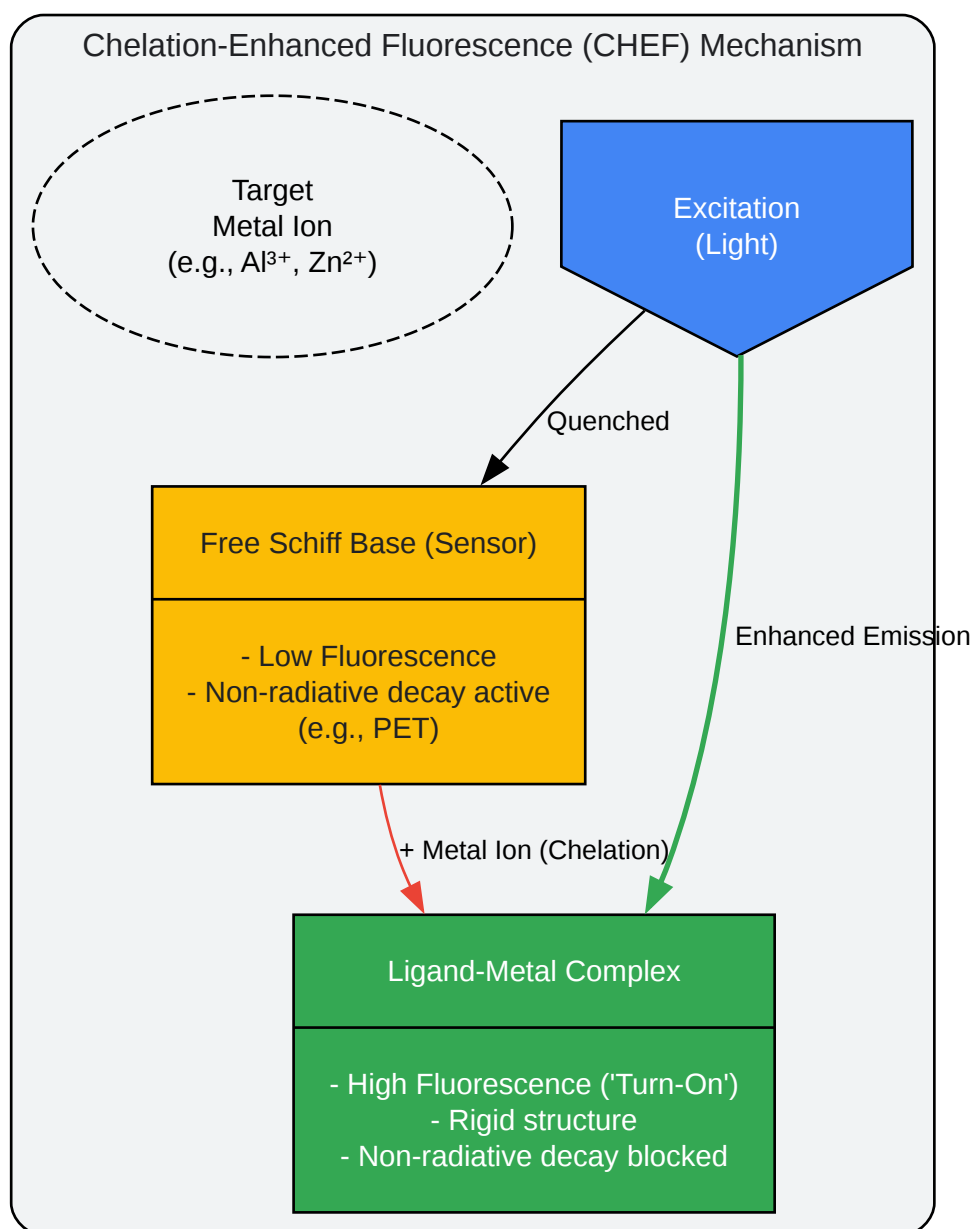 Chelation-Enhanced Fluorescence (CHEF) Mechanism
Target
Metal Ion
(e.g., Al³⁺, Zn²⁺)
Excitation
(Light)
Quenched
Free Schiff Base (Sensor)
- Low Fluorescence
- Non-radiative decay active
(e.g., PET)
Enhanced Emission
+ Metal Ion (Chelation)
Ligand-Metal Complex
- High Fluorescence ('Turn-On')
- Rigid structure
- Non-radiative decay blocked